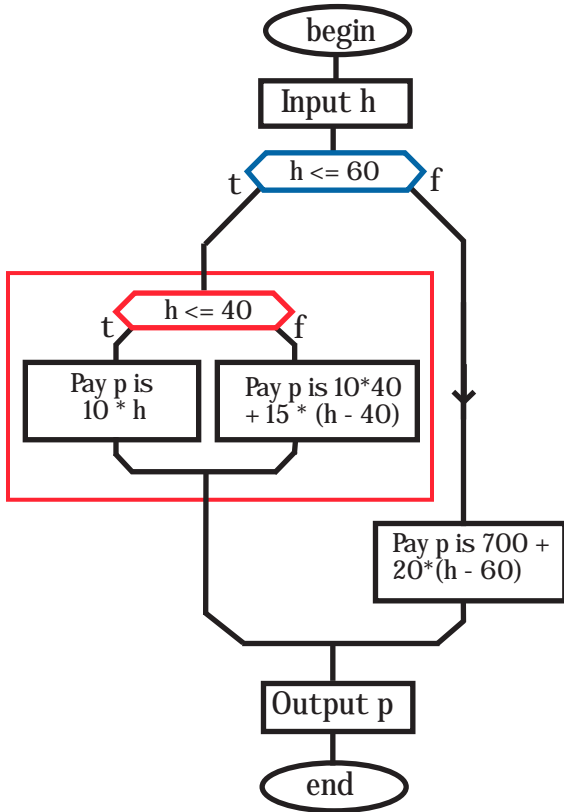 begin
Input h
h <= 60
t
f
h <= 40
t
f
Pay p is
10 * h
Pay p is 10*40
+ 15 * (h - 40)
Pay p is 700 +
20*(h - 60)
Output p
end